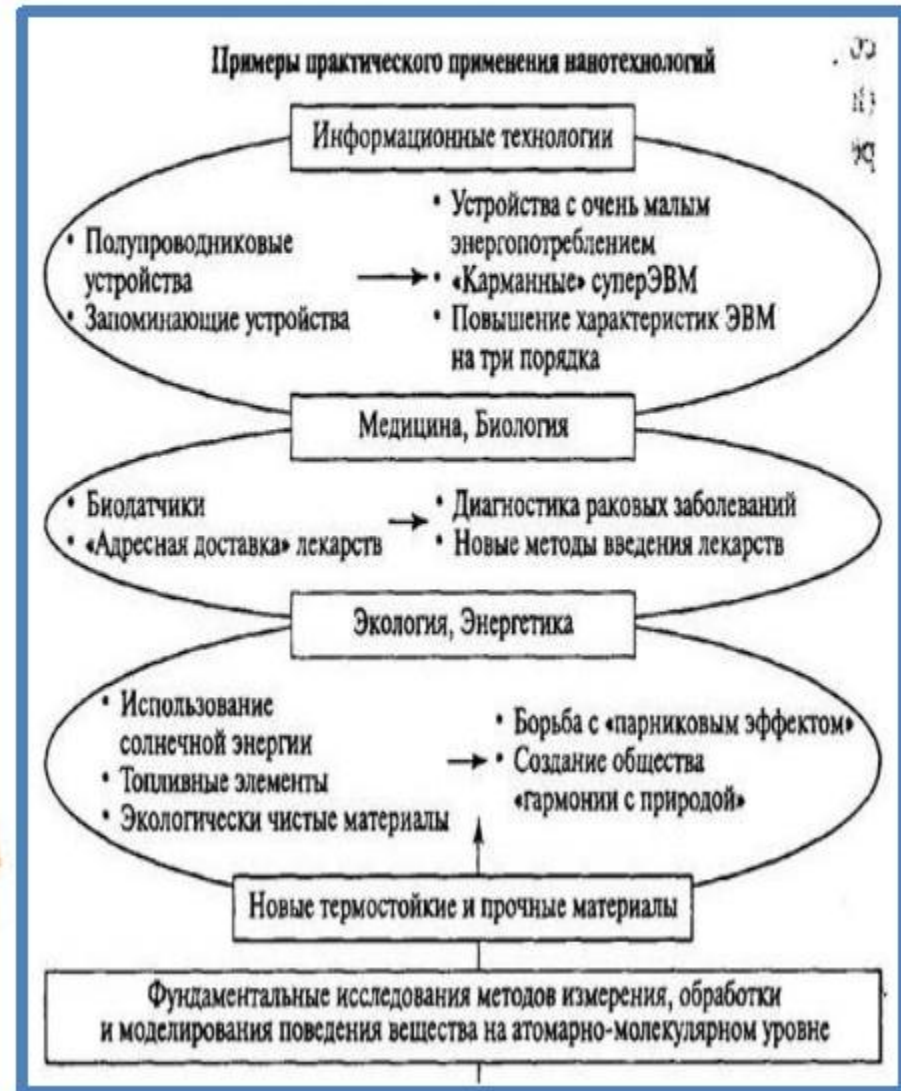 Примеры практического применения нанотехнологий
Информационные технологии
• Полупроводниковые
устройства
• Запоминающие устройства
• Устройства с очень малым
энергопотреблением
• «Карманные» суперЭВМ
• Повышение характеристик ЭВМ
на три порядка
Медицина, Биология
• Биодатчики
• «Адресная доставка» лекарств
• Диагностика раковых заболеваний
• Новые методы введения лекарств
Экология, Энергетика
• Использование
солнечной энергии
• Топливные элементы
• Экологически чистые материалы
• Борьба с «парниковым эффектом»
• Создание общества
«гармонии с природой»
Новые термостойкие и прочные материалы
Фундаментальные исследования методов измерения, обработки
и моделирования поведения вещества на атомарно-молекулярном уровне